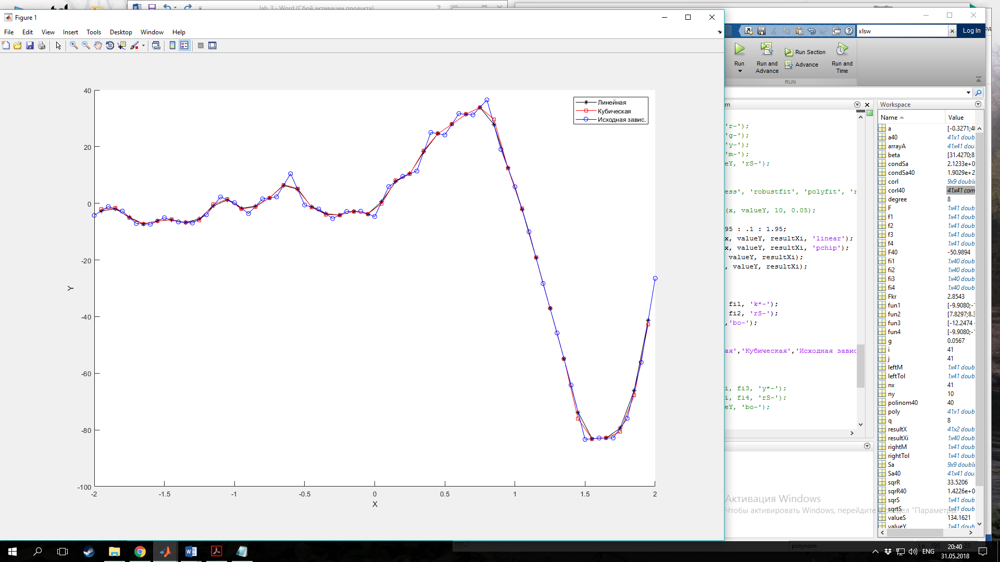 lab_3 - Word (Сбой активации продукта)
Figure 1
File Edit View Insert Tools Desktop Window Help
xlsw
Log In
Run
Run and Advance
Run Section
Advance
Run and Time
RUN
40
20
0
-20
-40
-60
-80
-100
-2 -1.5 -1 -0.5 0 0.5 1 1.5 2
X
Y
Линейная
Кубическая
Исходная завис.
m
'r-');
'g-');
'y-');
'm-');
eY, 'rS-');
ess', 'robustfit', 'polyfit', 'r
(x, valueY, 10, 0.05);
95 : .1 : 1.95;
x, valueY, resultXi, 'linear');
x, valueY, resultXi, 'pchip');
valueY, resultXi);
, valueY, resultXi);
fi1, 'k*-');
fi2, 'rS-');
,'bo-');
ая','Кубическая','Исходная завис
i, fi3, 'y*-');
i, fi4, 'rS-');
eY, 'bo-');
Workspace
Name Value
a [-0.3271;40
a40 41x1 doub
arrayA 41x41 dou
beta [31.4270;8
condSa 2.1233e+0
condSa40 1.9029e+2
corl 9x9 double
corl40 41x41 com
degree 8
F 1x41 doub
f1 1x41 doub
f2 1x41 doub
f3 1x41 doub
f4 1x41 doub
F40 -50.9894
fi1 1x40 doub
fi2 1x40 doub
fi3 1x40 doub
fi4 1x40 doub
Fkr 2.8543
fun1 [-9.9080;-
fun2 [7.8297;8.3
fun3 [-12.2474
fun4 [-9.9080;-
g 0.0567
i 41
j 41
leftM 1x41 doub
leftTol 1x41 doub
nx 41
ny 10
polinom40 40
poly 41x1 doub
q 8
resultX 41x2 doub
resultXi 1x40 doub
rightM 1x41 doub
rightTol 1x41 doub
Sa 9x9 double
Sa40 41x41 dou
sqrR 33.5206
sqrR40 1.4226e+0
sqrS 1x41 doub
sqrtS 1x41 doub
valueS 134.1621
valueY 1x41 doub
Активация Windows
Чтобы активировать Windows, перейдите в раздел "Параметры".
polynom
Ln 195
23
ENG
20:40
31.05.2018